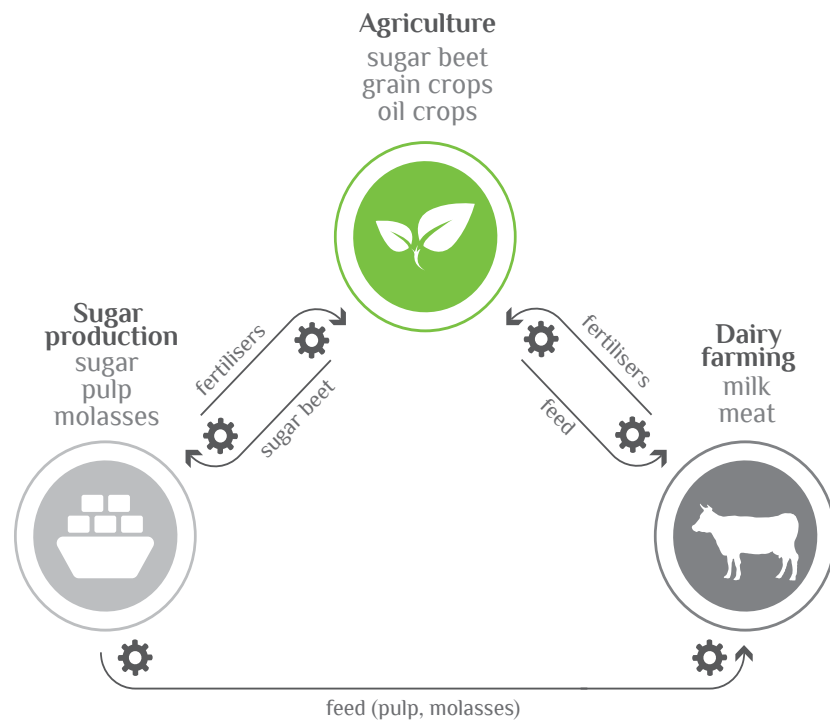 Agriculture
sugar beet
grain crops
oil crops
Sugar
production
sugar
pulp
molasses
fertilisers
sugar beet
fertilisers
feed
Dairy
farming
milk
meat
feed (pulp, molasses)